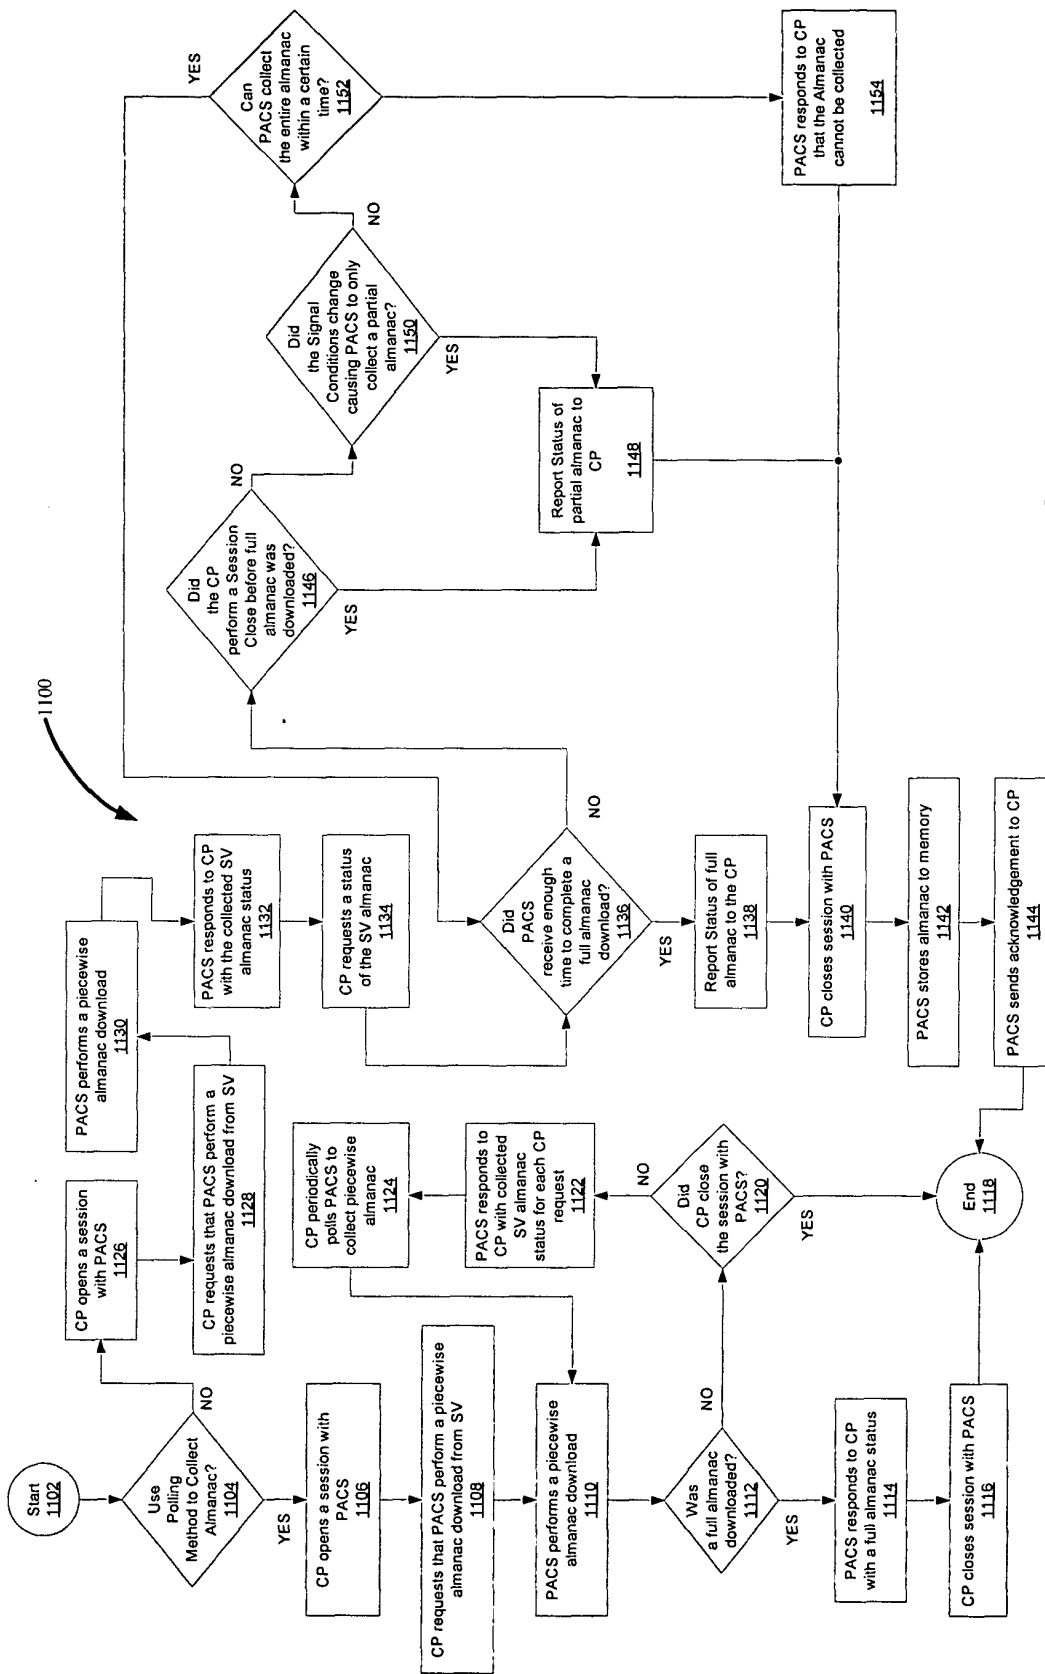 1100
Start
1102
Use
Polling
Method to Collect
Almanac?
1104
YES
NO
CP opens a session with
PACS
1106
CP requests that PACS perform a piecewise
almanac download from SV
1108
PACS performs a piecewise
almanac download
1110
Was
a full almanac
downloaded?
1112
YES
NO
PACS responds to CP
with a full almanac status
1114
CP closes session with PACS
1116
End
1118
Did
CP close
the session with
PACS?
1120
YES
NO
PACS responds to
CP with collected
SV almanac
status for each CP
request
1122
CP periodically
polls PACS to
collect piecewise
almanac
1124
CP opens a session
with PACS
1126
CP requests that PACS perform a
piecewise almanac download from SV
1128
PACS performs a piecewise
almanac download
1130
PACS responds to CP
with the collected SV
almanac status
1132
CP requests a status
of the SV almanac
1134
Did
PACS
receive enough
time to complete a
full almanac
download?
1136
YES
NO
Report Status of full
almanac to the CP
1138
CP closes session with PACS
1140
PACS stores almanac to memory
1142
PACS sends acknowledgement to CP
1144
Did
the CP
perform a Session
Close before full
almanac was
downloaded?
1146
YES
NO
Report Status of
partial almanac to
CP
1148
Did
the Signal
Conditions change
causing PACS to only
collect a partial
almanac?
1150
YES
NO
Can
PACS collect
the entire almanac
within a certain
time?
1152
YES
PACS responds to CP
that the Almanac
cannot be collected
1154